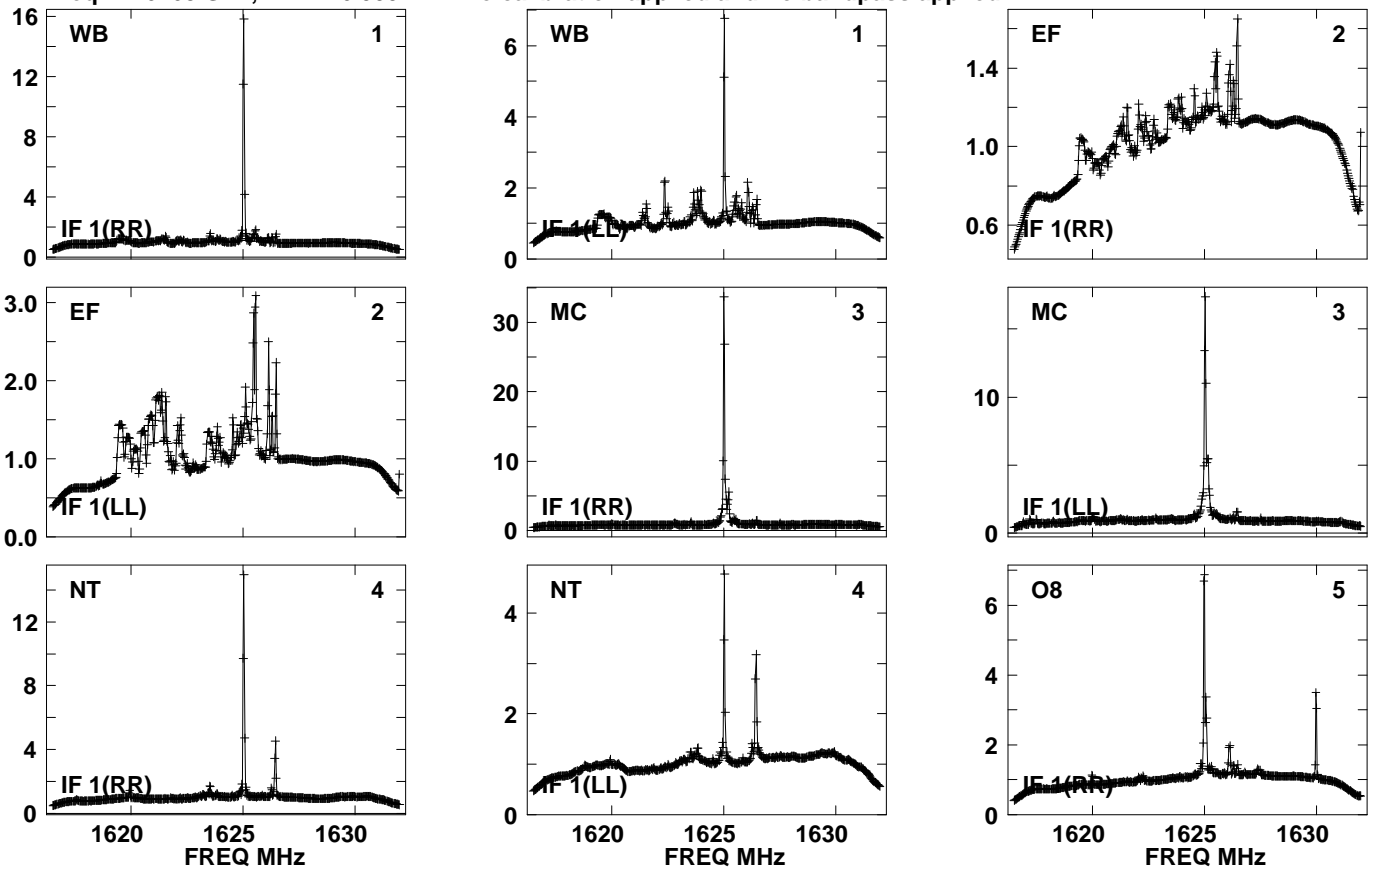 WB 1
16
12
8
4
0
IF 1(RR)
WB 1
6
4
2
0
IF 1(LL)
EF 2
1.4
1.0
0.6
IF 1(RR)
EF 2
3.0
2.0
1.0
0.0
IF 1(LL)
MC 3
30
20
10
0
IF 1(RR)
MC 3
10
0
IF 1(LL)
NT 4
12
8
4
0
IF 1(RR)
1620 1625 1630
FREQ MHz
NT 4
4
2
0
IF 1(LL)
1620 1625 1630
FREQ MHz
O8 5
6
4
2
0
IF 1(RR)
1620 1625 1630
FREQ MHz